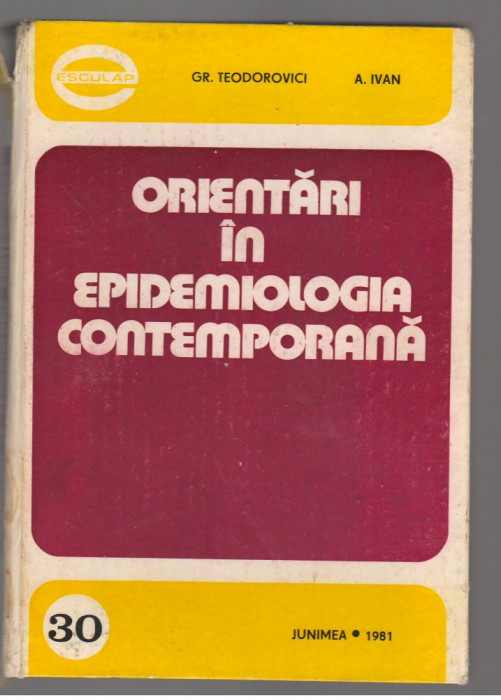 ESCULAP
GR. TEODOROVICI A. IVAN
ORIENTĂRI
ÎN
EPIDEMIOLOGIA
CONTEMPORANĂ
30
JUNIMEA • 1981